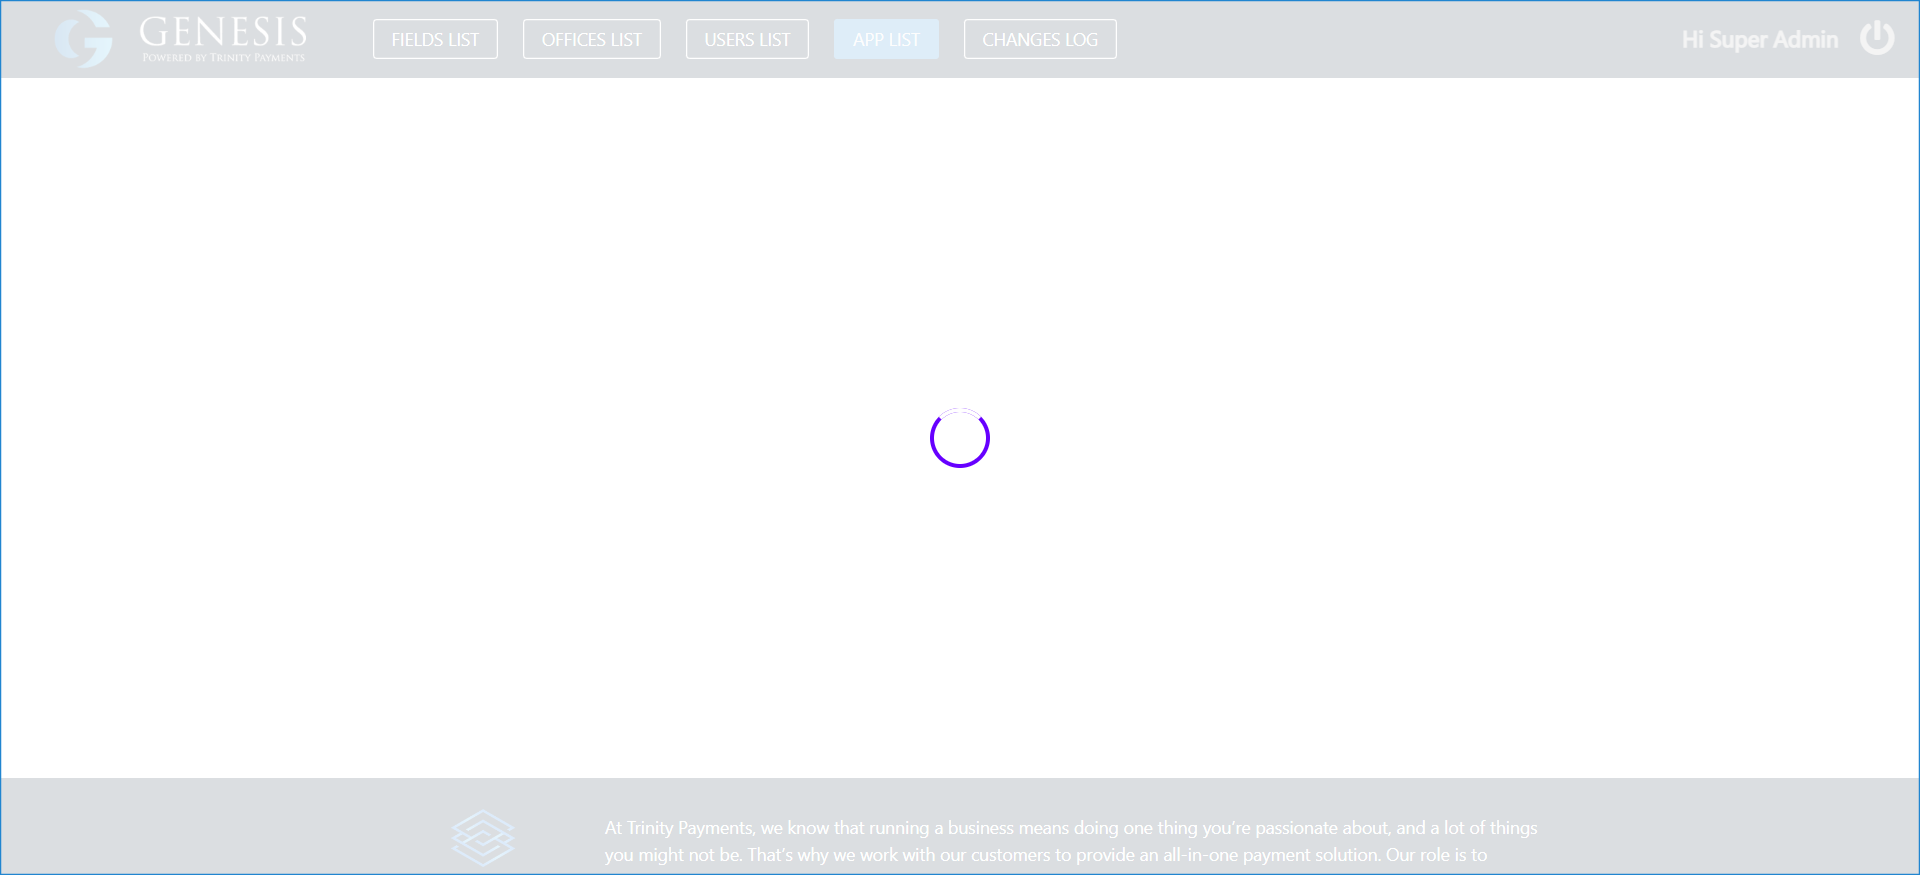 GENESIS
POWERED BY TRINITY PAYMENTS
FIELDS LIST
OFFICES LIST
USERS LIST
APP LIST
CHANGES LOG
Hi Super Admin
At Trinity Payments, we know that running a business means doing one thing you’re passionate about, and a lot of things
you might not be. That’s why we work with our customers to provide an all-in-one payment solution. Our role is to